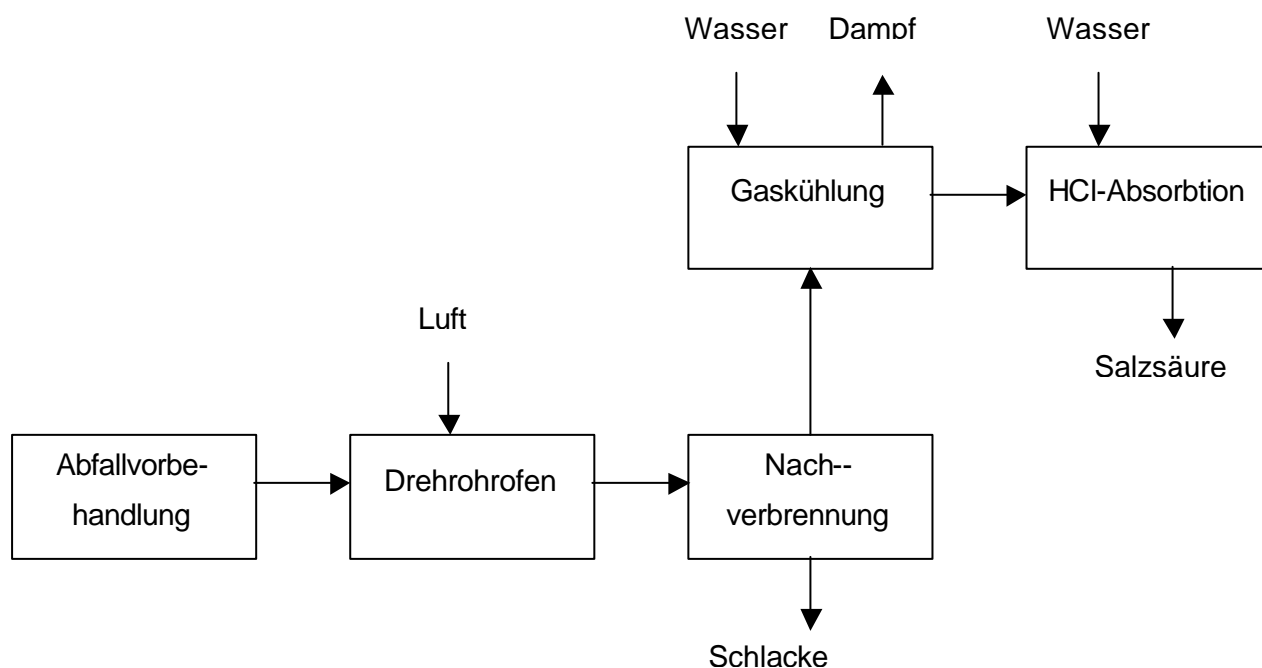 Wasser
Dampf
Wasser
Gaskühlung
HCl-Absorbtion
Luft
Salzsäure
Abfallvorbe-
handlung
Drehrohrofen
Nach--
verbrennung
Schlacke